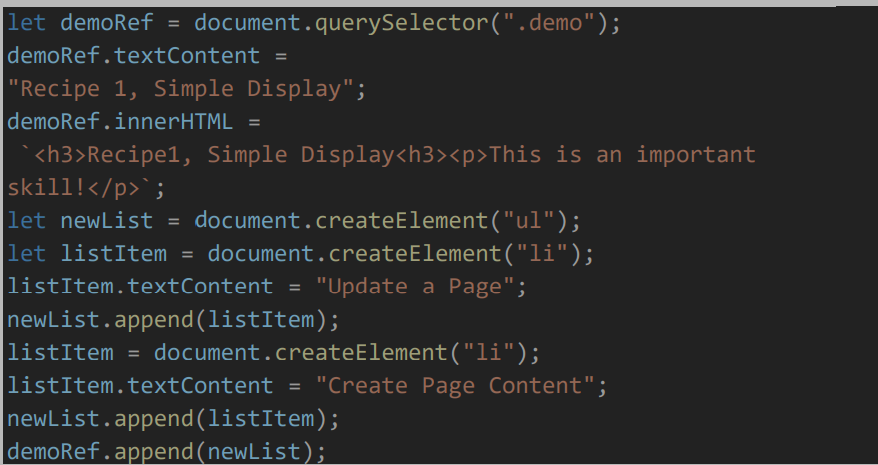 let demoRef = document.querySelector(".demo");
demoRef.textContent =
"Recipe 1, Simple Display";
demoRef.innerHTML =
 `<h3>Recipe1, Simple Display<h3><p>This is an important
skill!</p>`;
let newList = document.createElement("ul");
let listItem = document.createElement("li");
listItem.textContent = "Update a Page";
newList.append(listItem);
listItem = document.createElement("li");
listItem.textContent = "Create Page Content";
newList.append(listItem);
demoRef.append(newList);